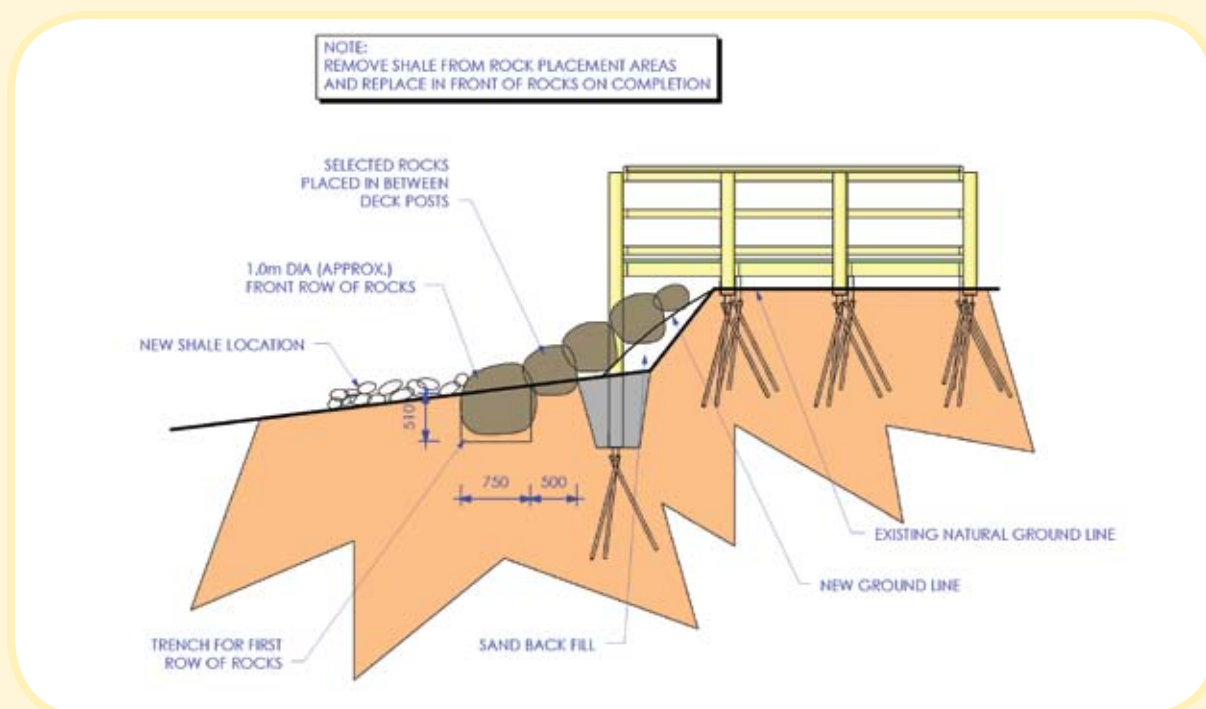 NOTE:
REMOVE SHALE FROM ROCK PLACEMENT AREAS
AND REPLACE IN FRONT OF ROCKS ON COMPLETION
SELECTED ROCKS
PLACED IN BETWEEN
DECK POSTS
1.0m DIA (APPROX.)
FRONT ROW OF ROCKS
NEW SHALE LOCATION
510
750
500
EXISTING NATURAL GROUND LINE
NEW GROUND LINE
SAND BACK FILL
TRENCH FOR FIRST
ROW OF ROCKS